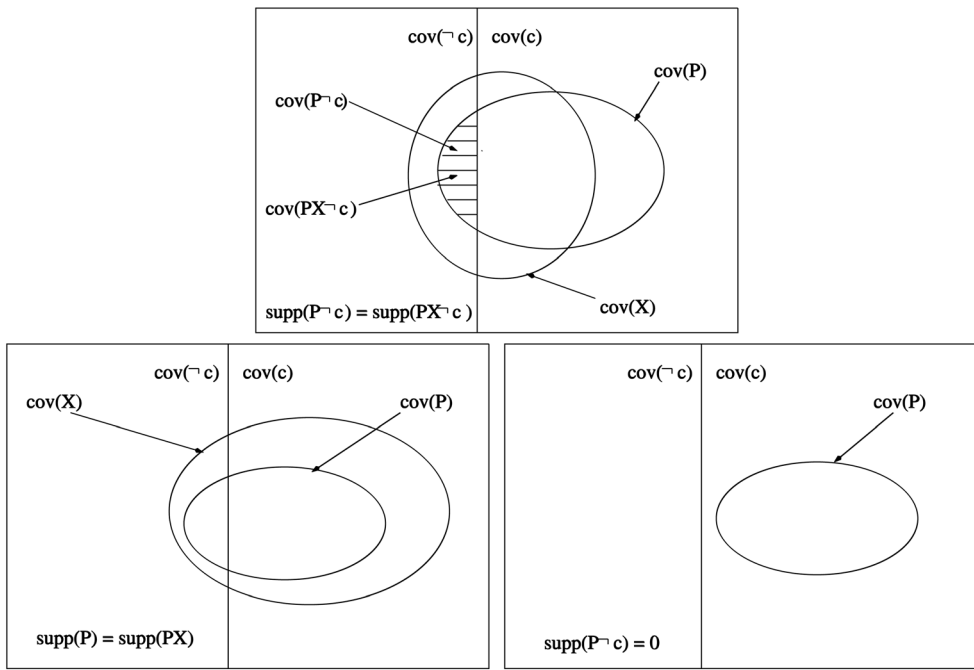 cov(¬ c) cov(c)
cov(P)
cov(P¬ c)
cov(PX¬ c)
cov(X)
supp(P¬ c) = supp(PX¬ c )
cov(¬ c) cov(c)
cov(X)
cov(P)
supp(P) = supp(PX)
cov(¬ c) cov(c)
cov(P)
supp(P¬ c) = 0